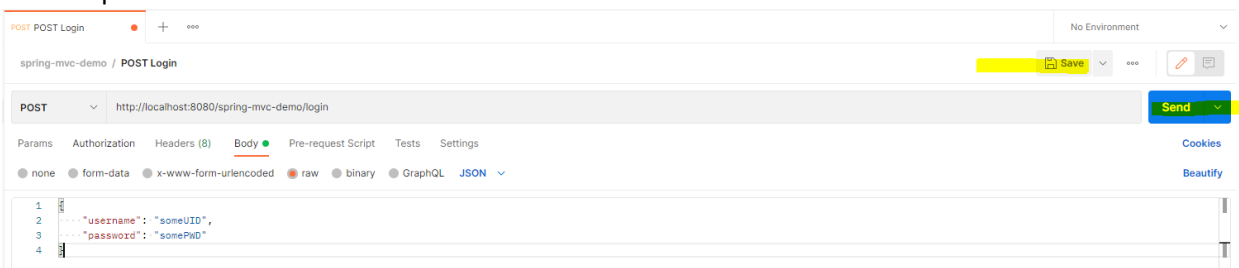 POST POST Login + ooo No Environment
spring-mvc-demo / POST Login Save ooo
POST http://localhost:8080/spring-mvc-demo/login Send
Params Authorization Headers (8) Body Pre-request Script Tests Settings Cookies
none form-data x-www-form-urlencoded raw binary GraphQL JSON Beautify
1 {
2 ····"username":·"someUID",
3 ····"password":·"somePWD"
4 }